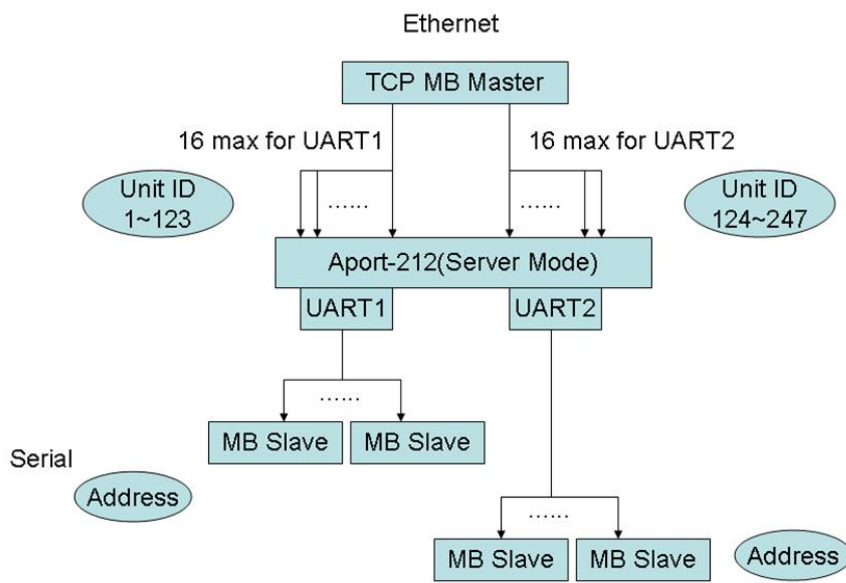 Ethernet
TCP MB Master
16 max for UART1
16 max for UART2
Unit ID
1~123
Unit ID
124~247
......
......
Aport-212(Server Mode)
UART1
UART2
......
MB Slave
MB Slave
Serial
Address
......
MB Slave
MB Slave
Address